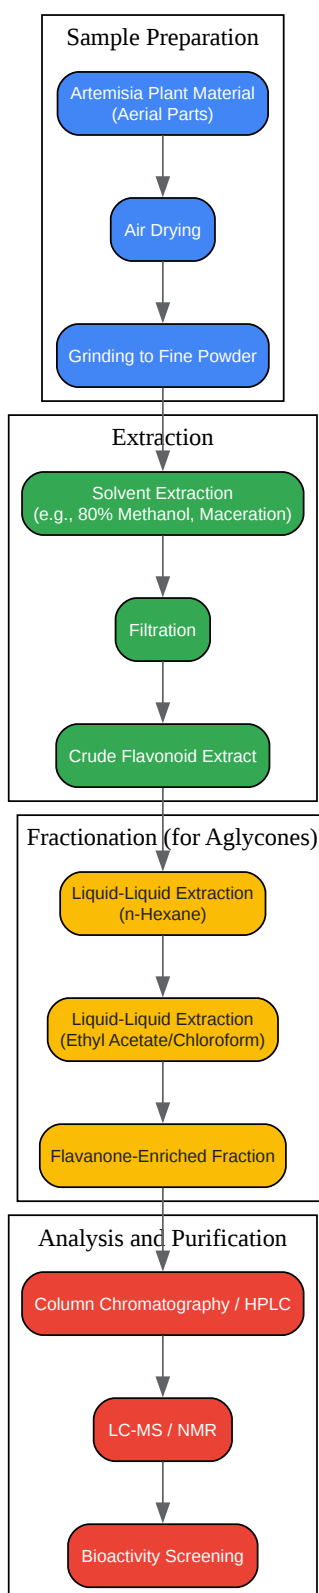 Sample Preparation
Artemisia Plant Material
(Aerial Parts)
Air Drying
Grinding to Fine Powder
Extraction
Solvent Extraction
(e.g., 80% Methanol, Maceration)
Filtration
Crude Flavonoid Extract
Fractionation (for Aglycones)
Liquid-Liquid Extraction
(n-Hexane)
Liquid-Liquid Extraction
(Ethyl Acetate/Chloroform)
Flavanone-Enriched Fraction
Analysis and Purification
Column Chromatography / HPLC
LC-MS / NMR
Bioactivity Screening